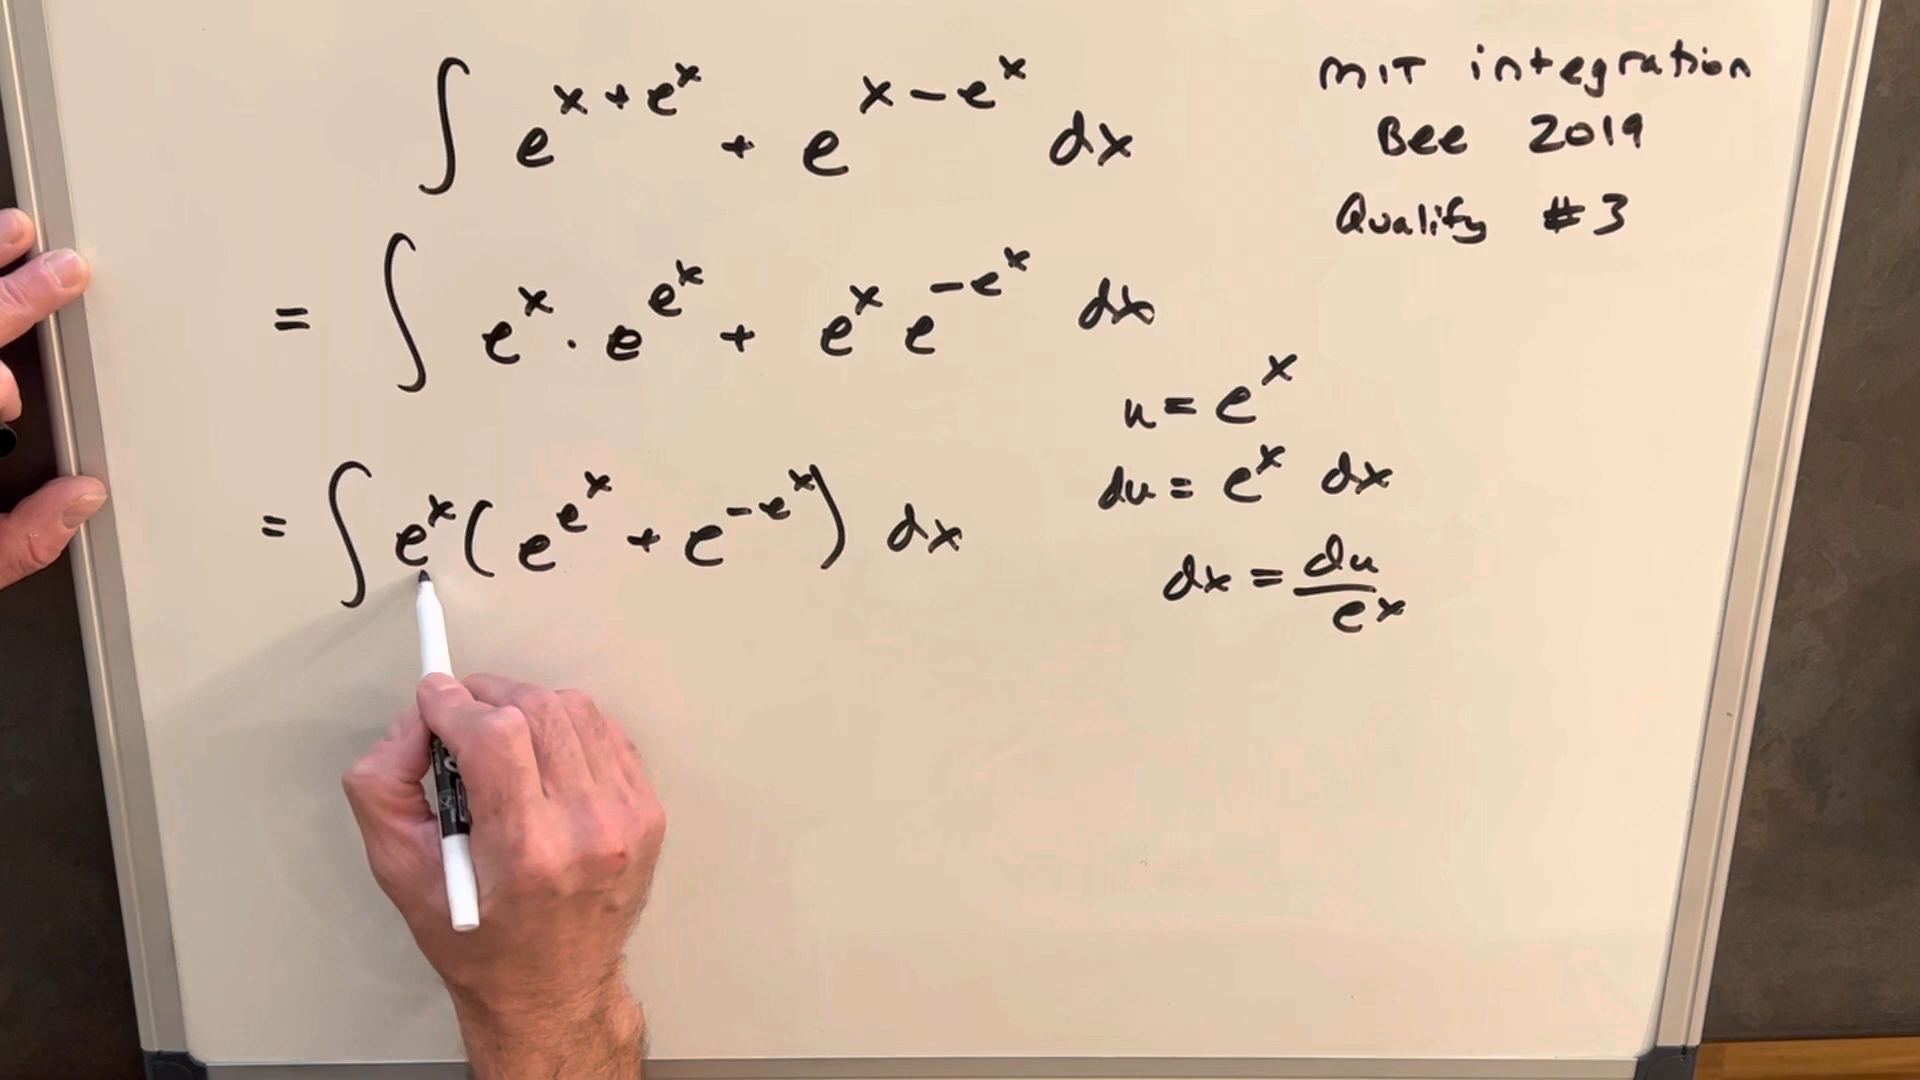 ∫ e^{x+e^x} + e^{x-e^x} dx
MIT integration
Bee 2019
Qualify #3
= ∫ e^x · e^{e^x} + e^x e^{-e^x} dx
u = e^x
du = e^x dx
= ∫ e^x ( e^{e^x} + e^{-e^x} ) dx
dx = du/e^x